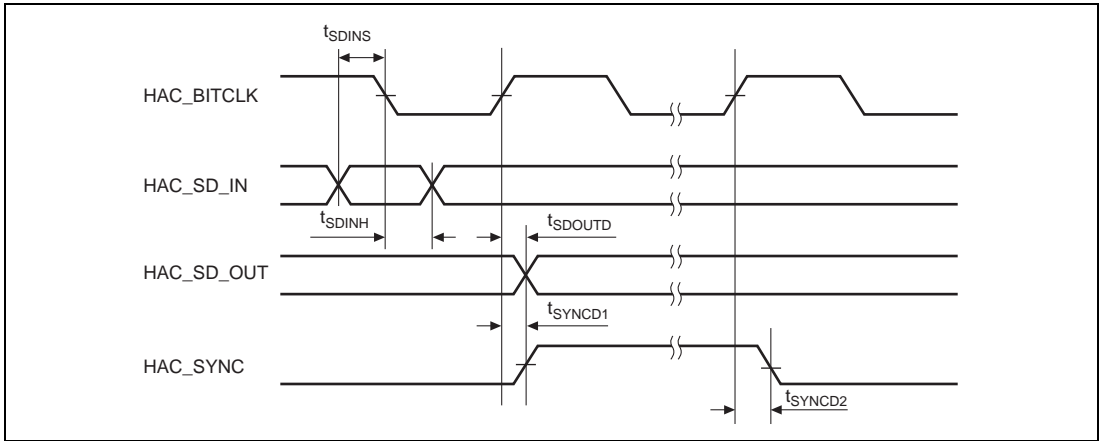 tSDINS
HAC_BITCLK
HAC_SD_IN
tSDINH
tSDOUTD
HAC_SD_OUT
tSYNCD1
HAC_SYNC
tSYNCD2